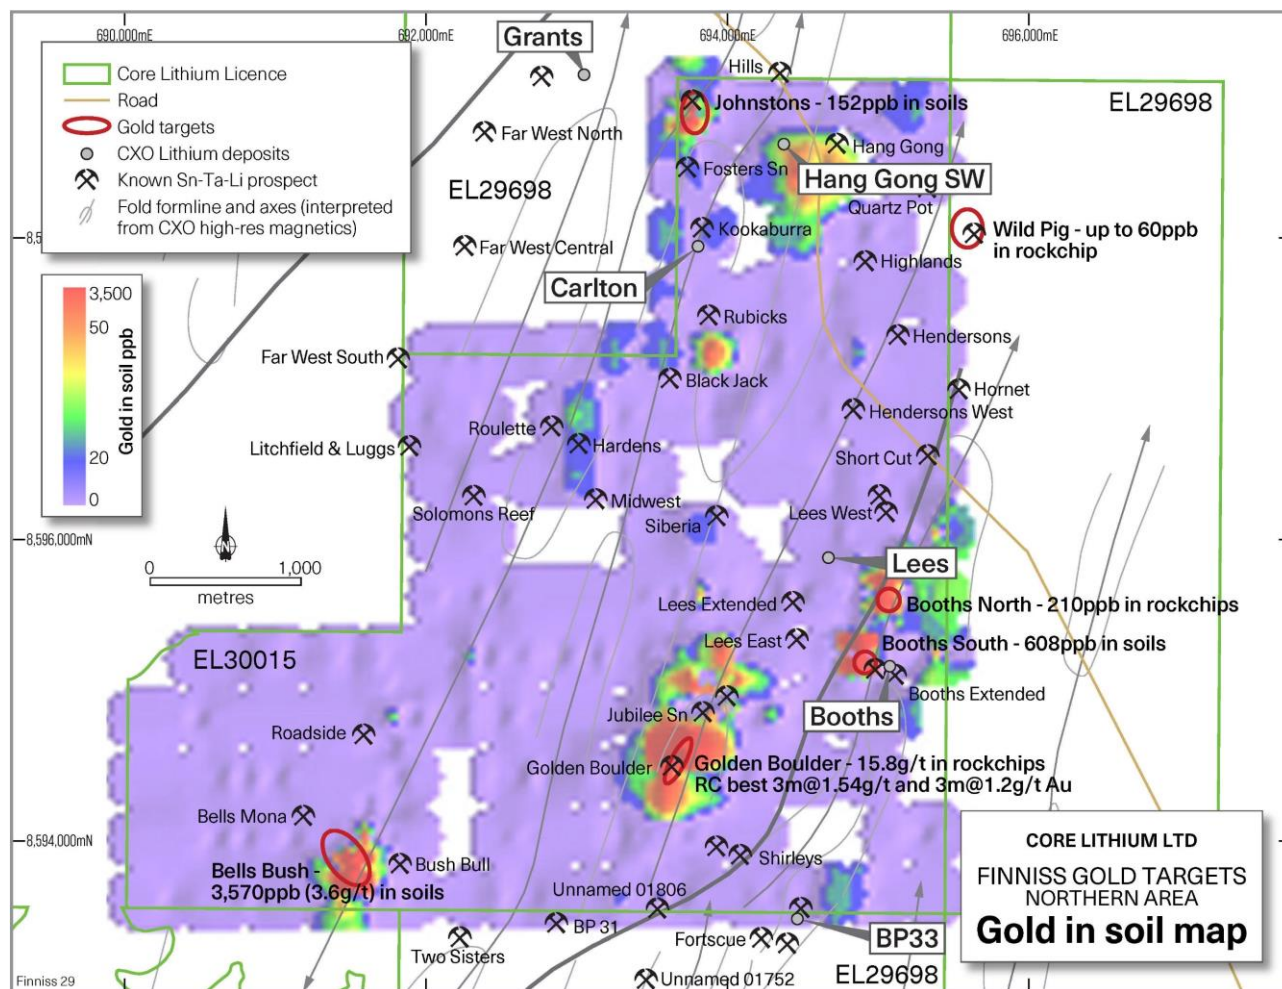 690,000mE
692,000mE
694,000mE
696,000mE
Core Lithium Licence
Road
Gold targets
CXO Lithium deposits
Known Sn-Ta-Li prospect
Fold formline and axes (interpreted
from CXO high-res magnetics)
3,500
50
20
0
Gold in soil ppb
0
1,000
metres
8,596,000mN
8,594,000mN
Grants
Hills
Johnstons - 152ppb in soils
EL29698
Far West North
Hang Gong
Fosters Sn
Hang Gong SW
EL29698
Quartz Pot
Kookaburra
Wild Pig - up to 60ppb
in rockchip
Far West Central
Highlands
Carlton
Rubicks
Hendersons
Far West South
Black Jack
Hornet
Hendersons West
Roulette
Hardens
Litchfield & Luggs
Short Cut
Solomons Reef
Midwest
Siberia
Lees West
Lees
Lees Extended
Booths North - 210ppb in rockchips
Lees East
Booths South - 608ppb in soils
EL30015
Booths Extended
Jubilee Sn
Booths
Roadside
Golden Boulder
Golden Boulder - 15.8g/t in rockchips
RC best 3m@1.54g/t and 3m@1.2g/t Au
Bells Mona
Shirleys
Bells Bush -
3,570ppb (3.6g/t) in soils
Bush Bull
Unnamed 01806
BP 31
Two Sisters
Fortscue
BP33
Unnamed 01752
EL29698
CORE LITHIUM LTD
FINNISS GOLD TARGETS
NORTHERN AREA
Gold in soil map
Finniss 29